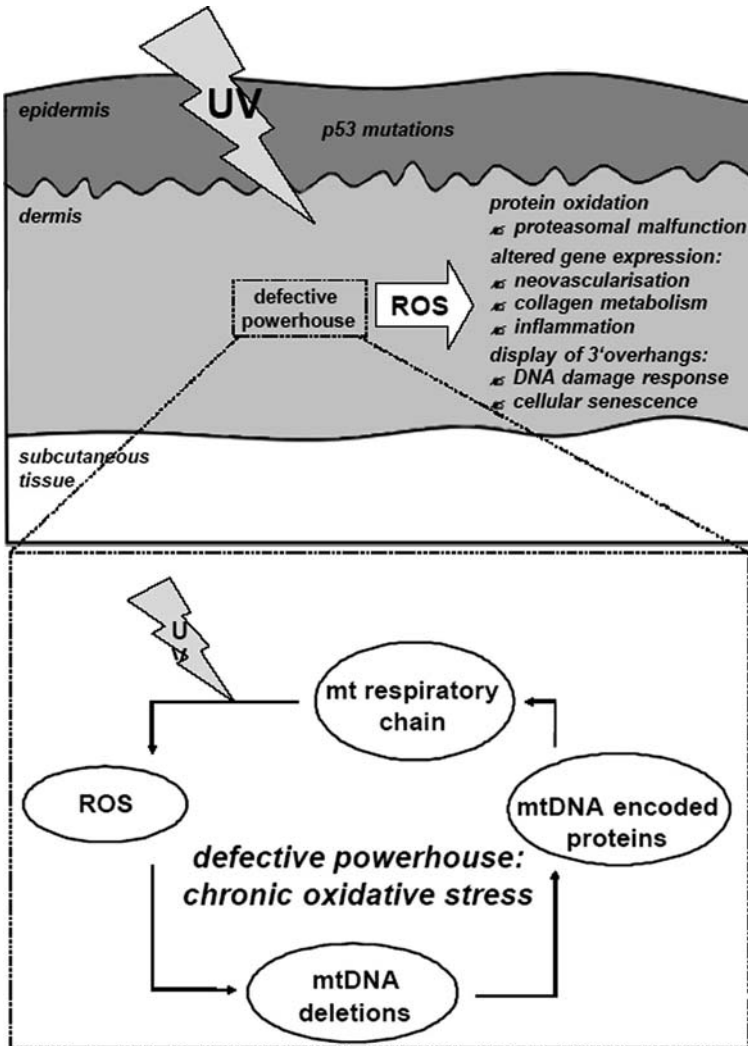 UV
epidermis
p53 mutations
dermis
protein oxidation
proteasomal malfunction
altered gene expression:
neovascularisation
collagen metabolism
inflammation
display of 3'overhangs:
DNA damage response
cellular senescence
defective
powerhouse
ROS
subcutaneous
tissue
U
V
mt respiratory
chain
ROS
mtDNA encoded
proteins
defective powerhouse:
chronic oxidative stress
mtDNA
deletions